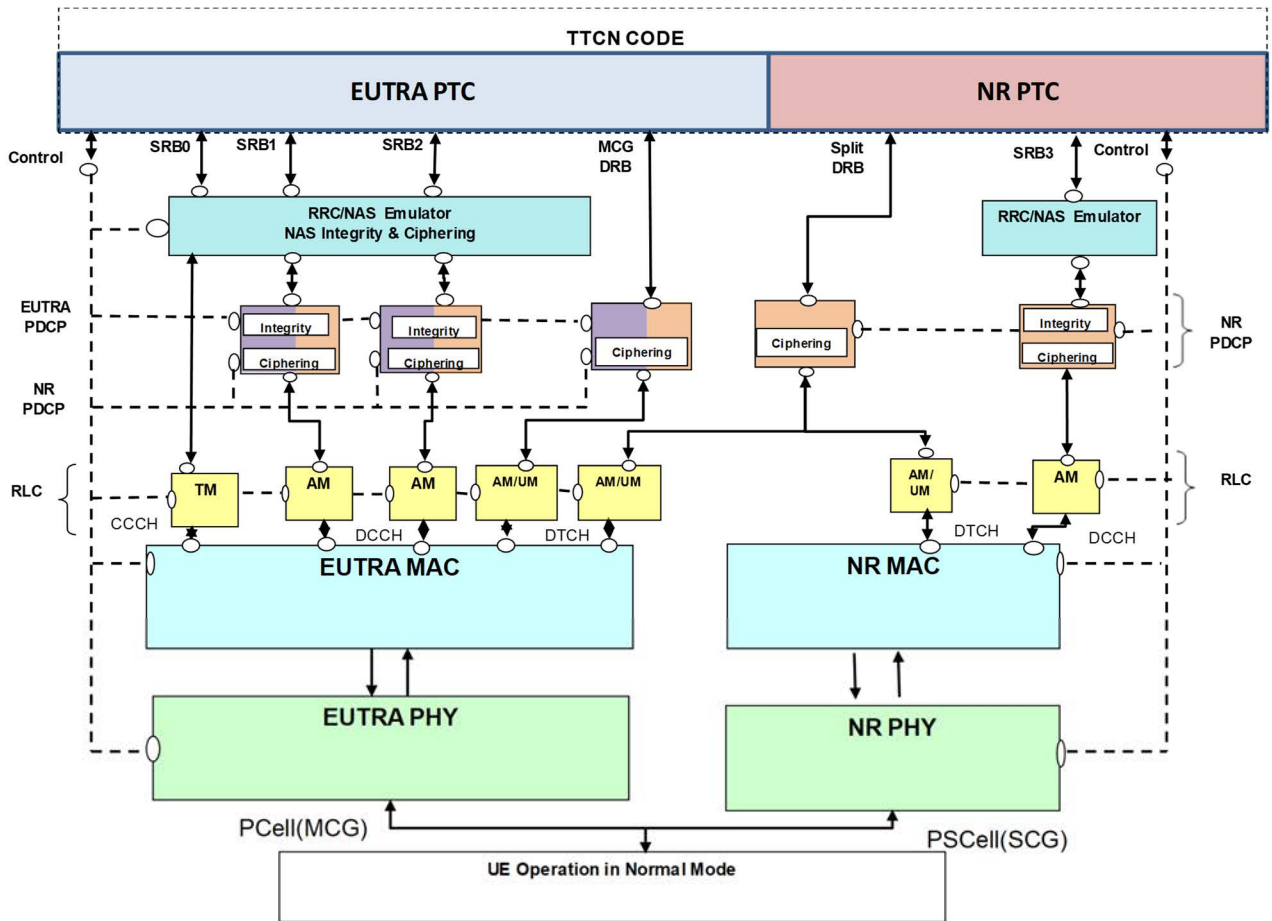 TTCN CODE
EUTRA PTC
NR PTC
Control
SRB0
SRB1
SRB2
MCG
DRB
Split
DRB
SRB3
Control
RRC/NAS Emulator
NAS Integrity & Ciphering
RRC/NAS Emulator
EUTRA
PDCP
Integrity
Ciphering
Integrity
Ciphering
Ciphering
Ciphering
Integrity
Ciphering
NR
PDCP
NR
PDCP
RLC
TM
AM
AM
AM/UM
AM/UM
AM/
UM
AM
RLC
CCCH
DCCH
DTCH
DTCH
DCCH
EUTRA MAC
NR MAC
EUTRA PHY
NR PHY
PCell(MCG)
PSCell(SCG)
UE Operation in Normal Mode